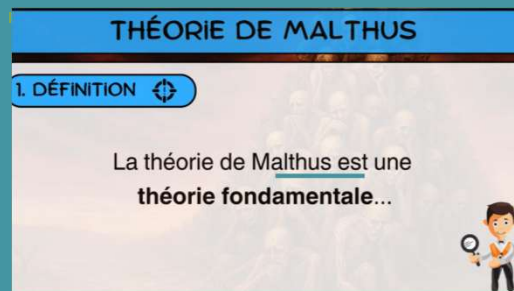 THÉORIE DE MALTHUS
1. DÉFINITION
La théorie de Malthus est une
théorie fondamentale...